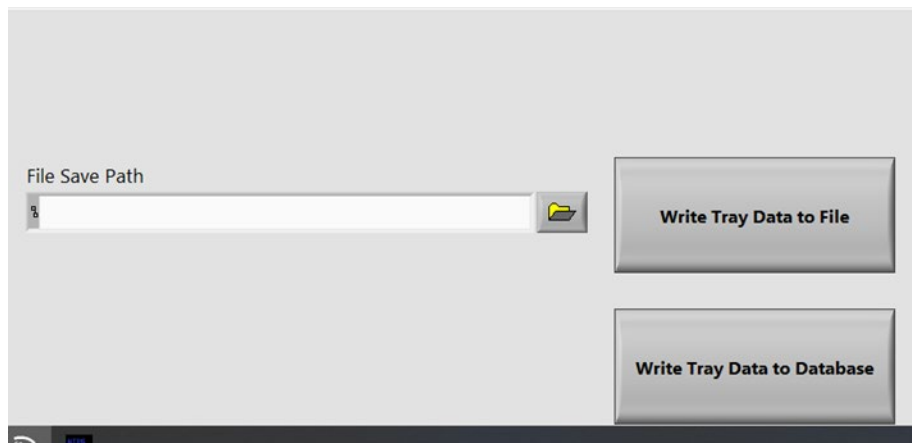 File Save Path
Write Tray Data to File
Write Tray Data to Database